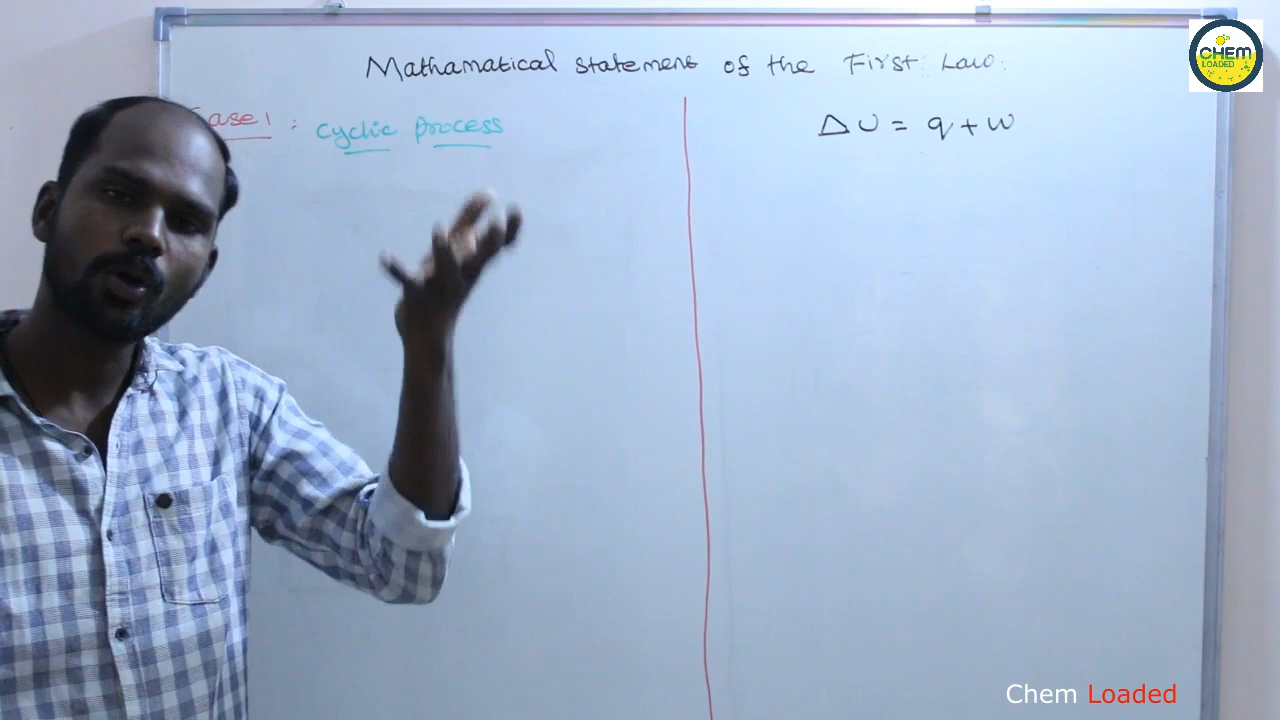 Mathamatical statement of the First Law.
Case 1 : cyclic process
ΔU = q + w
CHEM
LOADED
Chem Loaded